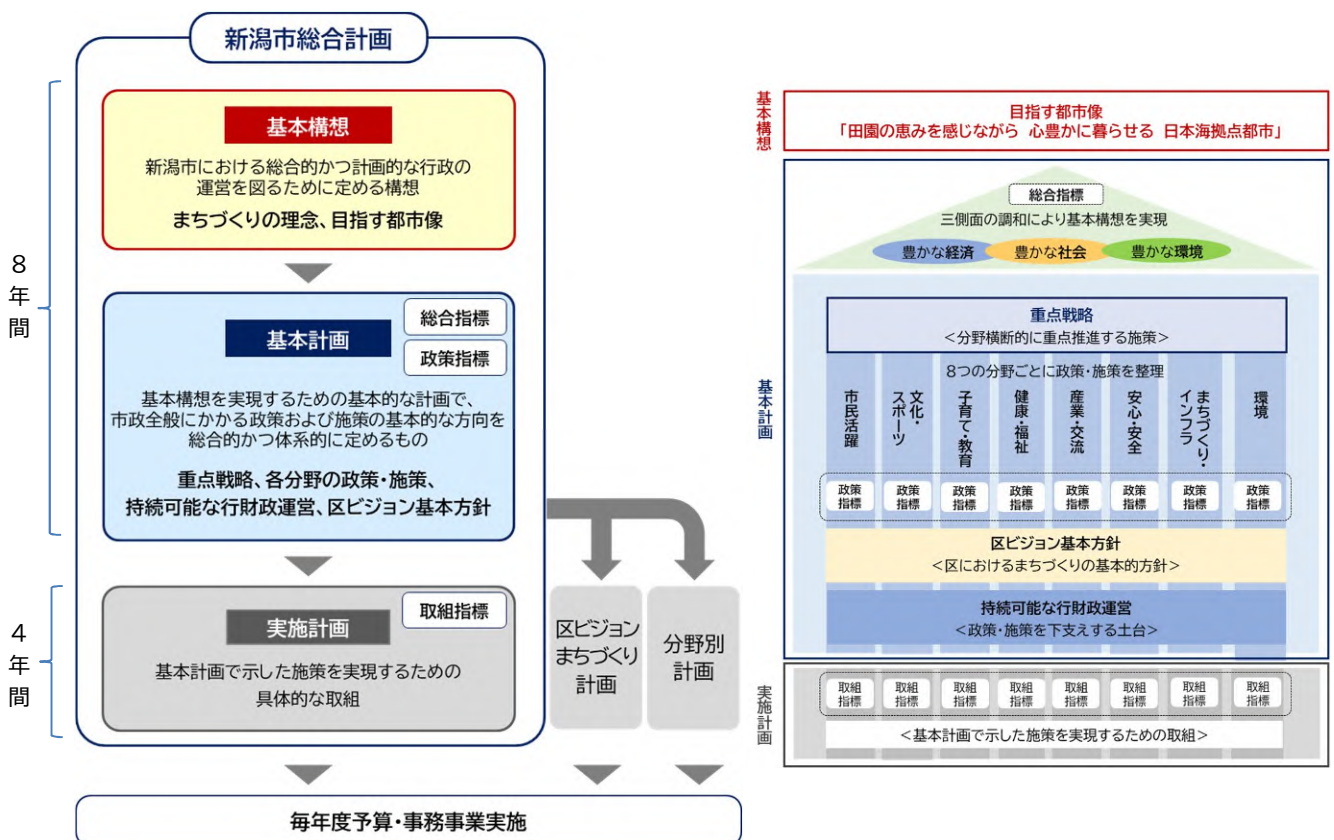 新潟市総合計画
8
年
間
基本構想
新潟市における総合的かつ計画的な行政の
運営を図るために定める構想
まちづくりの理念、目指す都市像
基本計画
総合指標
政策指標
基本構想を実現するための基本的な計画で、
市政全般にかかる政策および施策の基本的な方向を
総合的かつ体系的に定めるもの
重点戦略、各分野の政策・施策、
持続可能な行財政運営、区ビジョン基本方針
4
年
間
実施計画
取組指標
基本計画で示した施策を実現するための
具体的な取組
区ビジョン
まちづくり
計画
分野別
計画
毎年度予算・事務事業実施
基本構想
目指す都市像
「田園の恵みを感じながら 心豊かに暮らせる 日本海拠点都市」
基本計画
総合指標
三側面の調和により基本構想を実現
豊かな経済
豊かな社会
豊かな環境
重点戦略
<分野横断的に重点推進する施策>
8つの分野ごとに政策・施策を整理
市民活躍
文化・
スポーツ
子育て・教育
健康・福祉
産業・交流
安心・安全
まちづくり・
インフラ
環境
政策
指標
政策
指標
政策
指標
政策
指標
政策
指標
政策
指標
政策
指標
政策
指標
区ビジョン基本方針
<区におけるまちづくりの基本的方針>
持続可能な行財政運営
<政策・施策を下支えする土台>
実施計画
取組
指標
取組
指標
取組
指標
取組
指標
取組
指標
取組
指標
取組
指標
取組
指標
<基本計画で示した施策を実現するための取組>